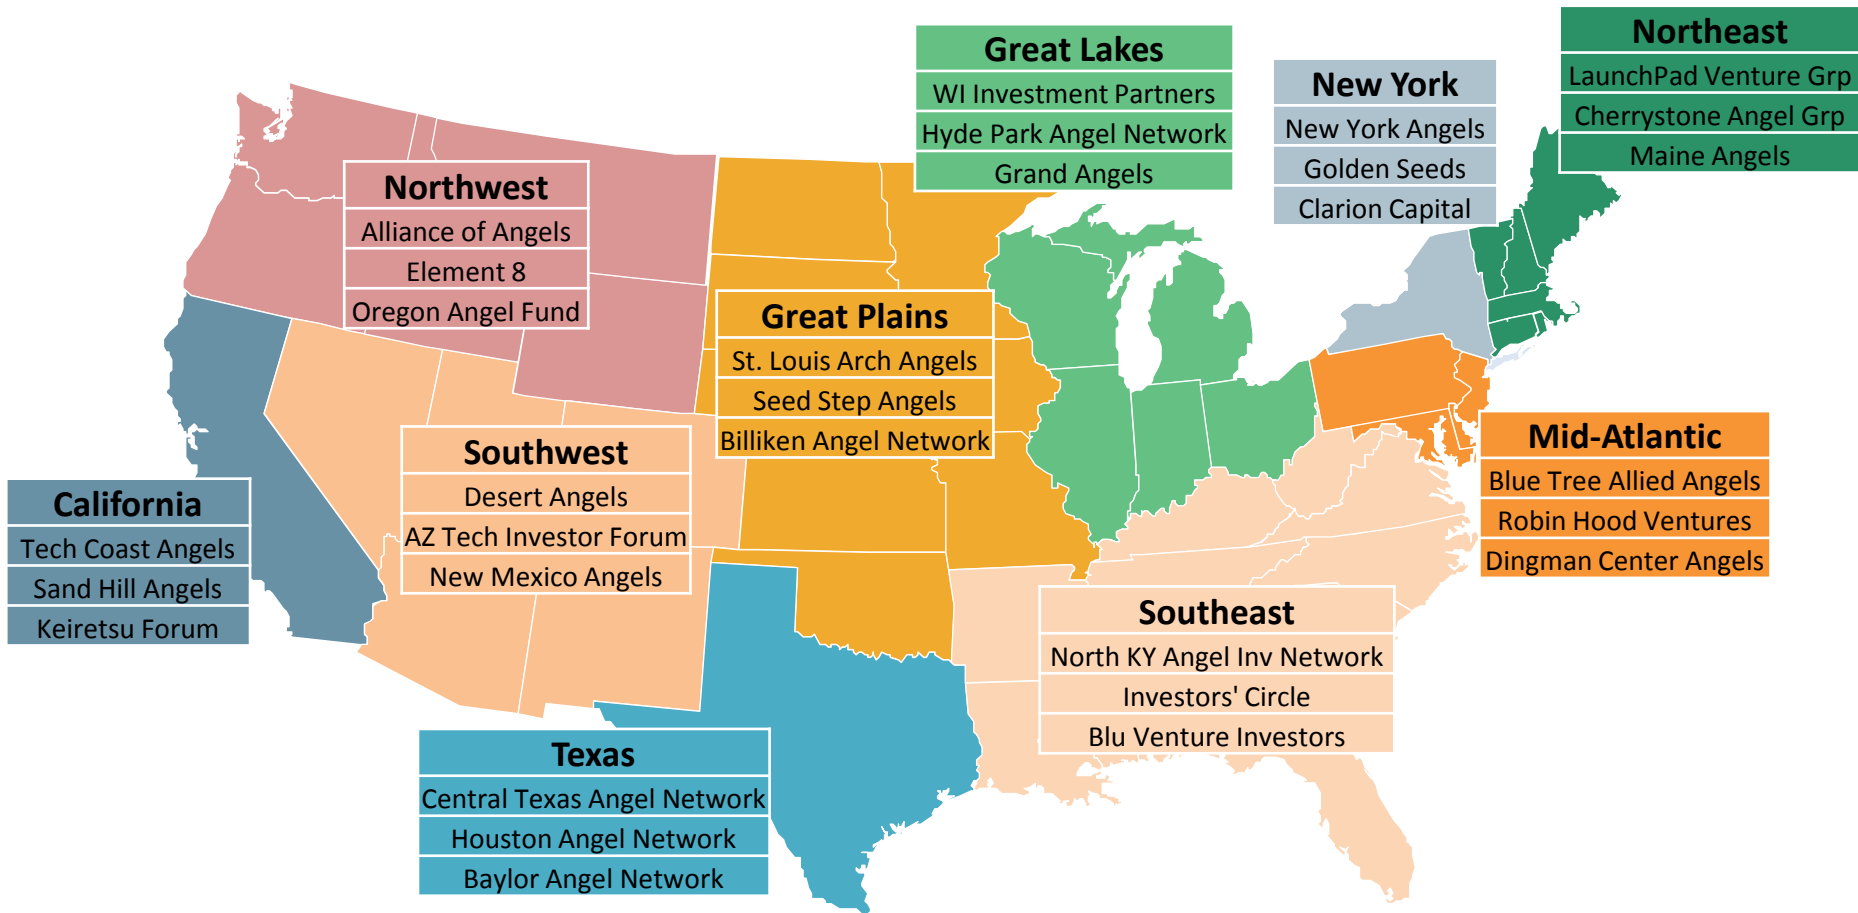 Great Lakes
WI Investment Partners
Hyde Park Angel Network
Grand Angels
New York
New York Angels
Golden Seeds
Clarion Capital
Northeast
LaunchPad Venture Grp
Cherrystone Angel Grp
Maine Angels
Northwest
Alliance of Angels
Element 8
Oregon Angel Fund
Great Plains
St. Louis Arch Angels
Seed Step Angels
Billiken Angel Network
Southwest
Desert Angels
AZ Tech Investor Forum
New Mexico Angels
Mid-Atlantic
Blue Tree Allied Angels
Robin Hood Ventures
Dingman Center Angels
California
Tech Coast Angels
Sand Hill Angels
Keiretsu Forum
Southeast
North KY Angel Inv Network
Investors' Circle
Blu Venture Investors
Texas
Central Texas Angel Network
Houston Angel Network
Baylor Angel Network